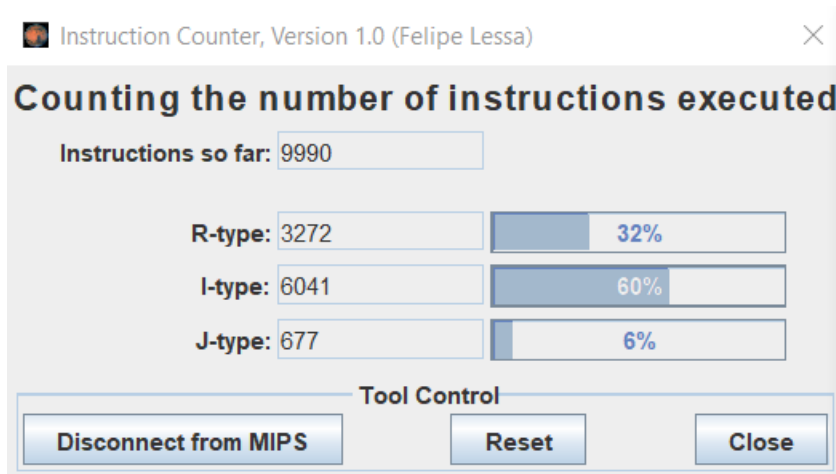 Instruction Counter, Version 1.0 (Felipe Lessa)
Counting the number of instructions executed
Instructions so far: 9990
R-type: 3272 32%
I-type: 6041 60%
J-type: 677 6%
Tool Control
Disconnect from MIPS Reset Close